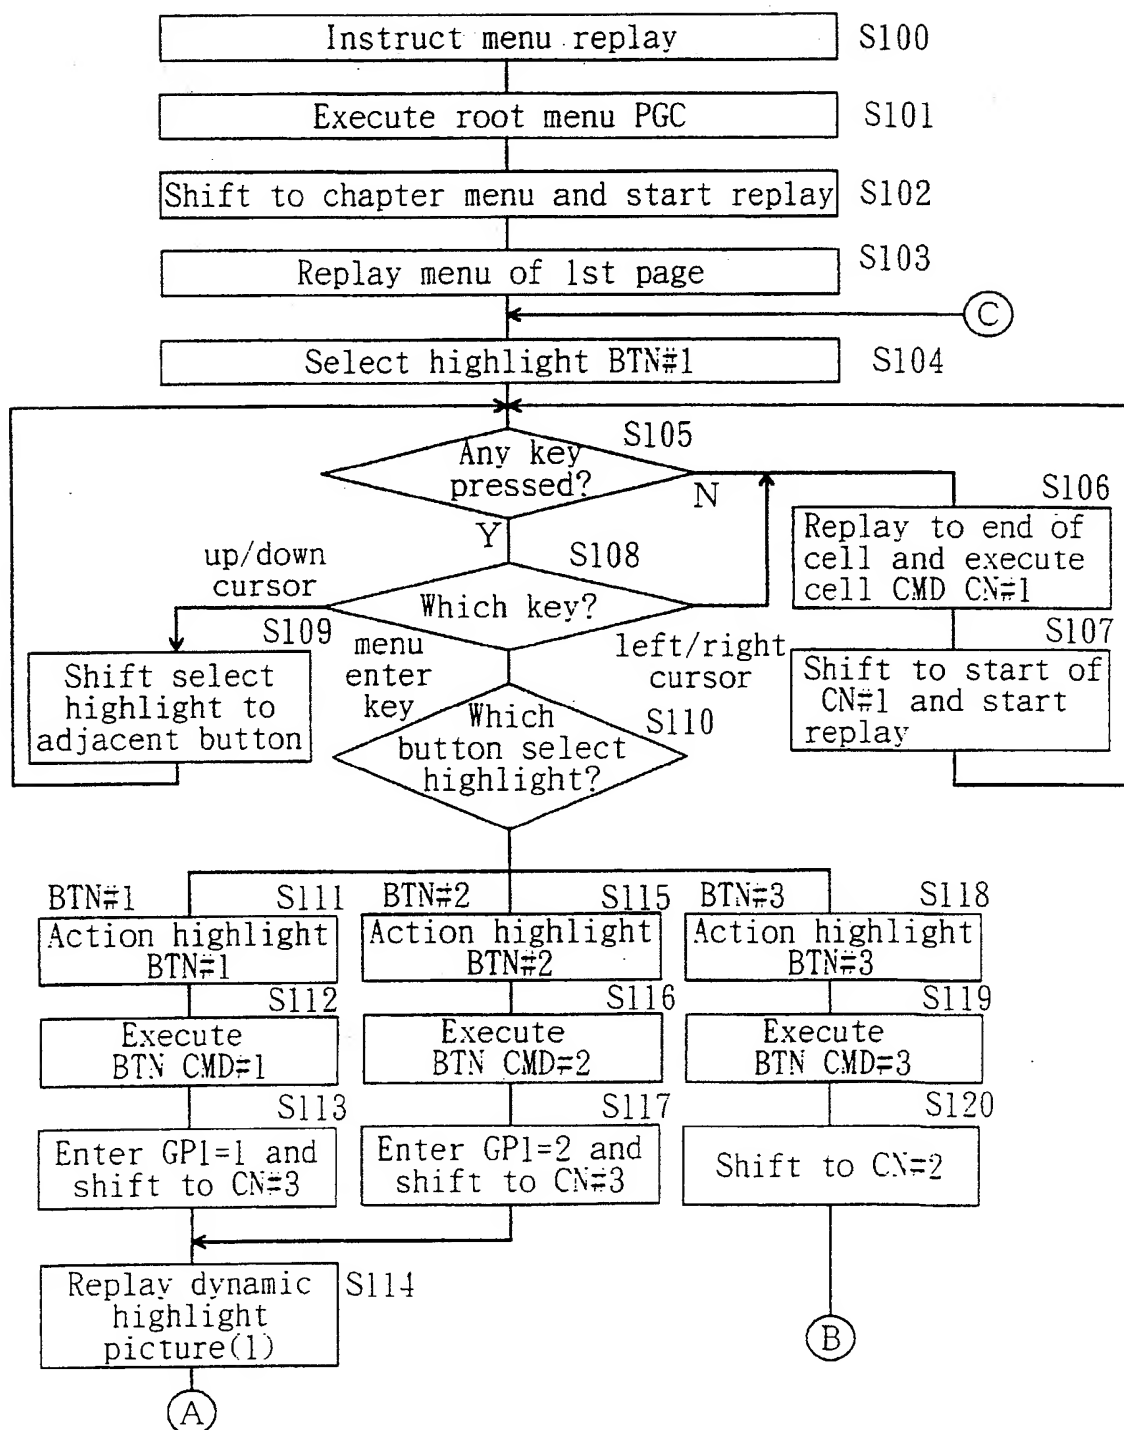 Instruct menu replay
S100
Execute root menu PGC
S101
Shift to chapter menu and start replay
S102
Replay menu of 1st page
S103
C
Select highlight BTN#1
S104
S105
Any key
pressed?
N
Y
S106
Replay to end of
cell and execute
cell CMD CN#1
S107
Shift to start of
CN#1 and start
replay
S108
Which key?
up/down
cursor
S109
Shift select
highlight to
adjacent button
menu
enter
key
left/right
cursor
S110
Which
button select
highlight?
BTN#1
S111
Action highlight
BTN#1
S112
Execute
BTN CMD#1
S113
Enter GP1=1 and
shift to CN#3
S114
Replay dynamic
highlight
picture(1)
A
BTN#2
S115
Action highlight
BTN#2
S116
Execute
BTN CMD#2
S117
Enter GP1=2 and
shift to CN#3
BTN#3
S118
Action highlight
BTN#3
S119
Execute
BTN CMD#3
S120
Shift to CN#2
B